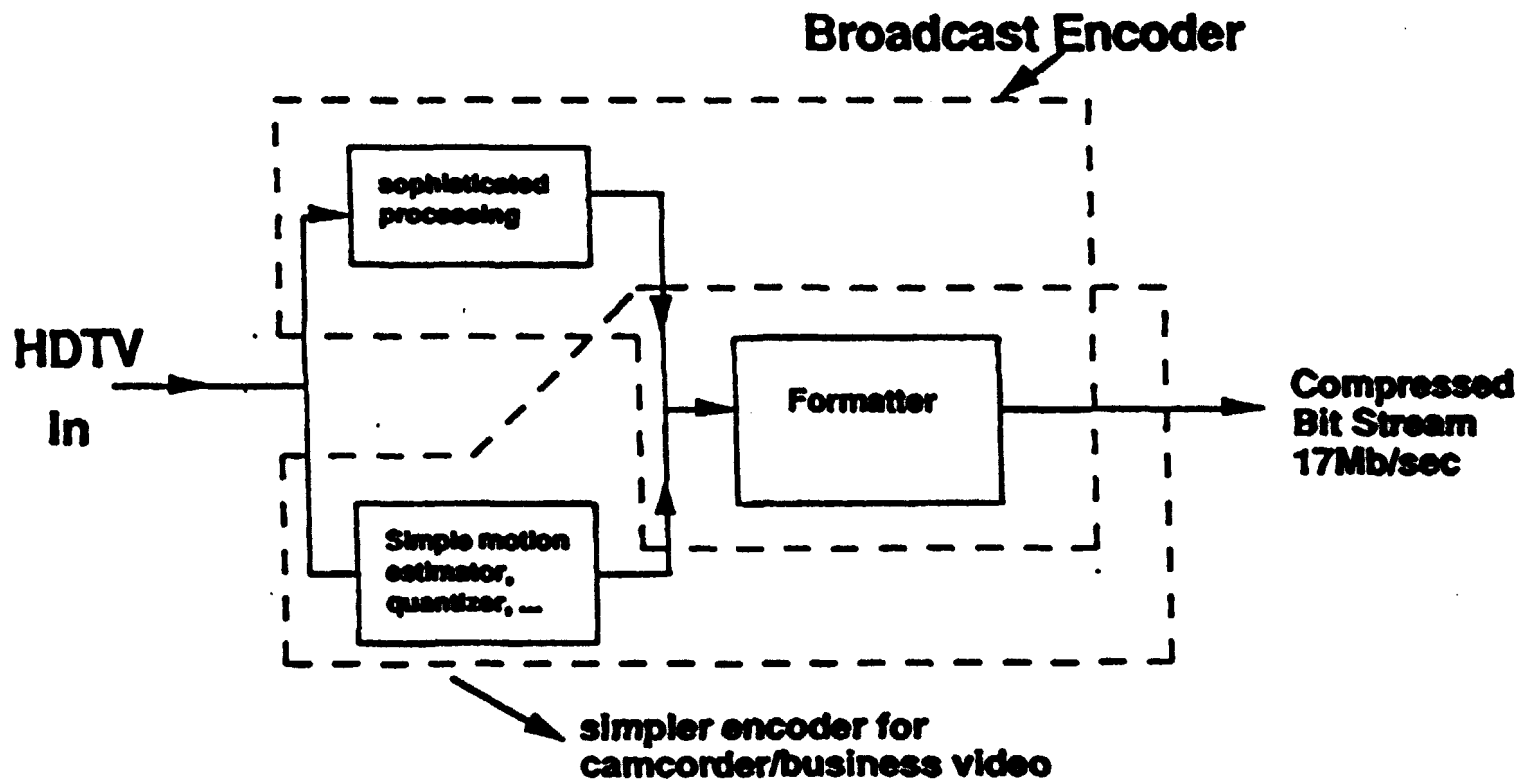 Broadcast Encoder
sophisticated
processing
HDTV
In
Formatter
Compressed
Bit Stream
17Mb/sec
Simple motion
estimator,
quantizer, ...
simpler encoder for
camcorder/business video